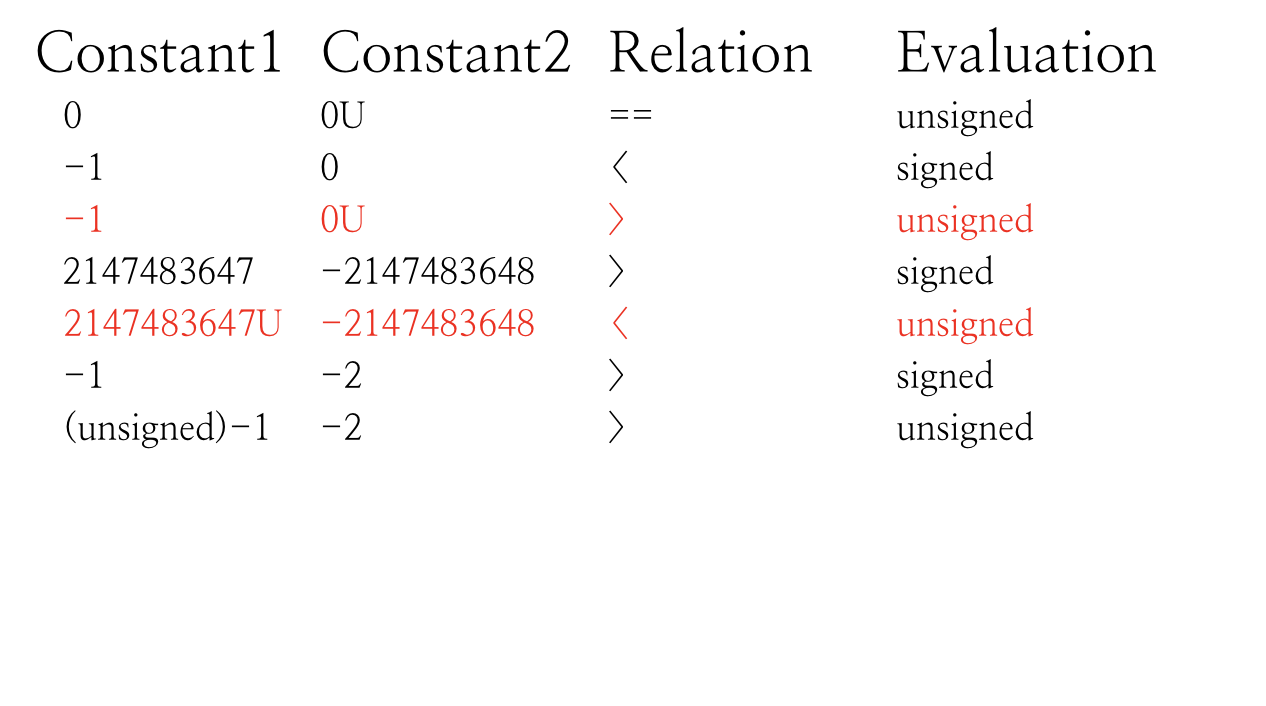 Constant1 Constant2 Relation Evaluation
0 0U == unsigned
-1 0 < signed
-1 0U > unsigned
2147483647 -2147483648 > signed
2147483647U -2147483648 < unsigned
-1 -2 > signed
(unsigned)-1 -2 > unsigned